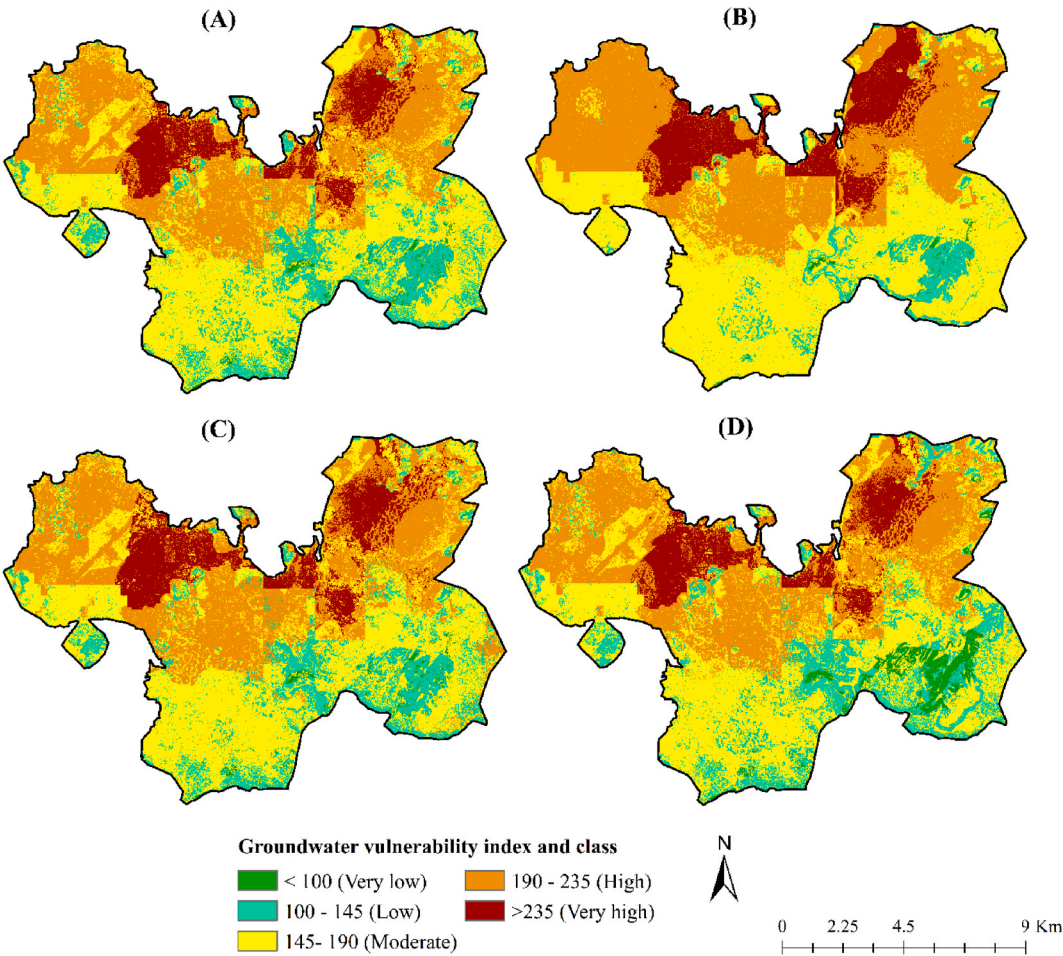 (A)
(B)
(C)
(D)
Groundwater vulnerability index and class
< 100 (Very low)
190 - 235 (High)
100 - 145 (Low)
>235 (Very high)
145- 190 (Moderate)
N
0 2.25 4.5 9 Km